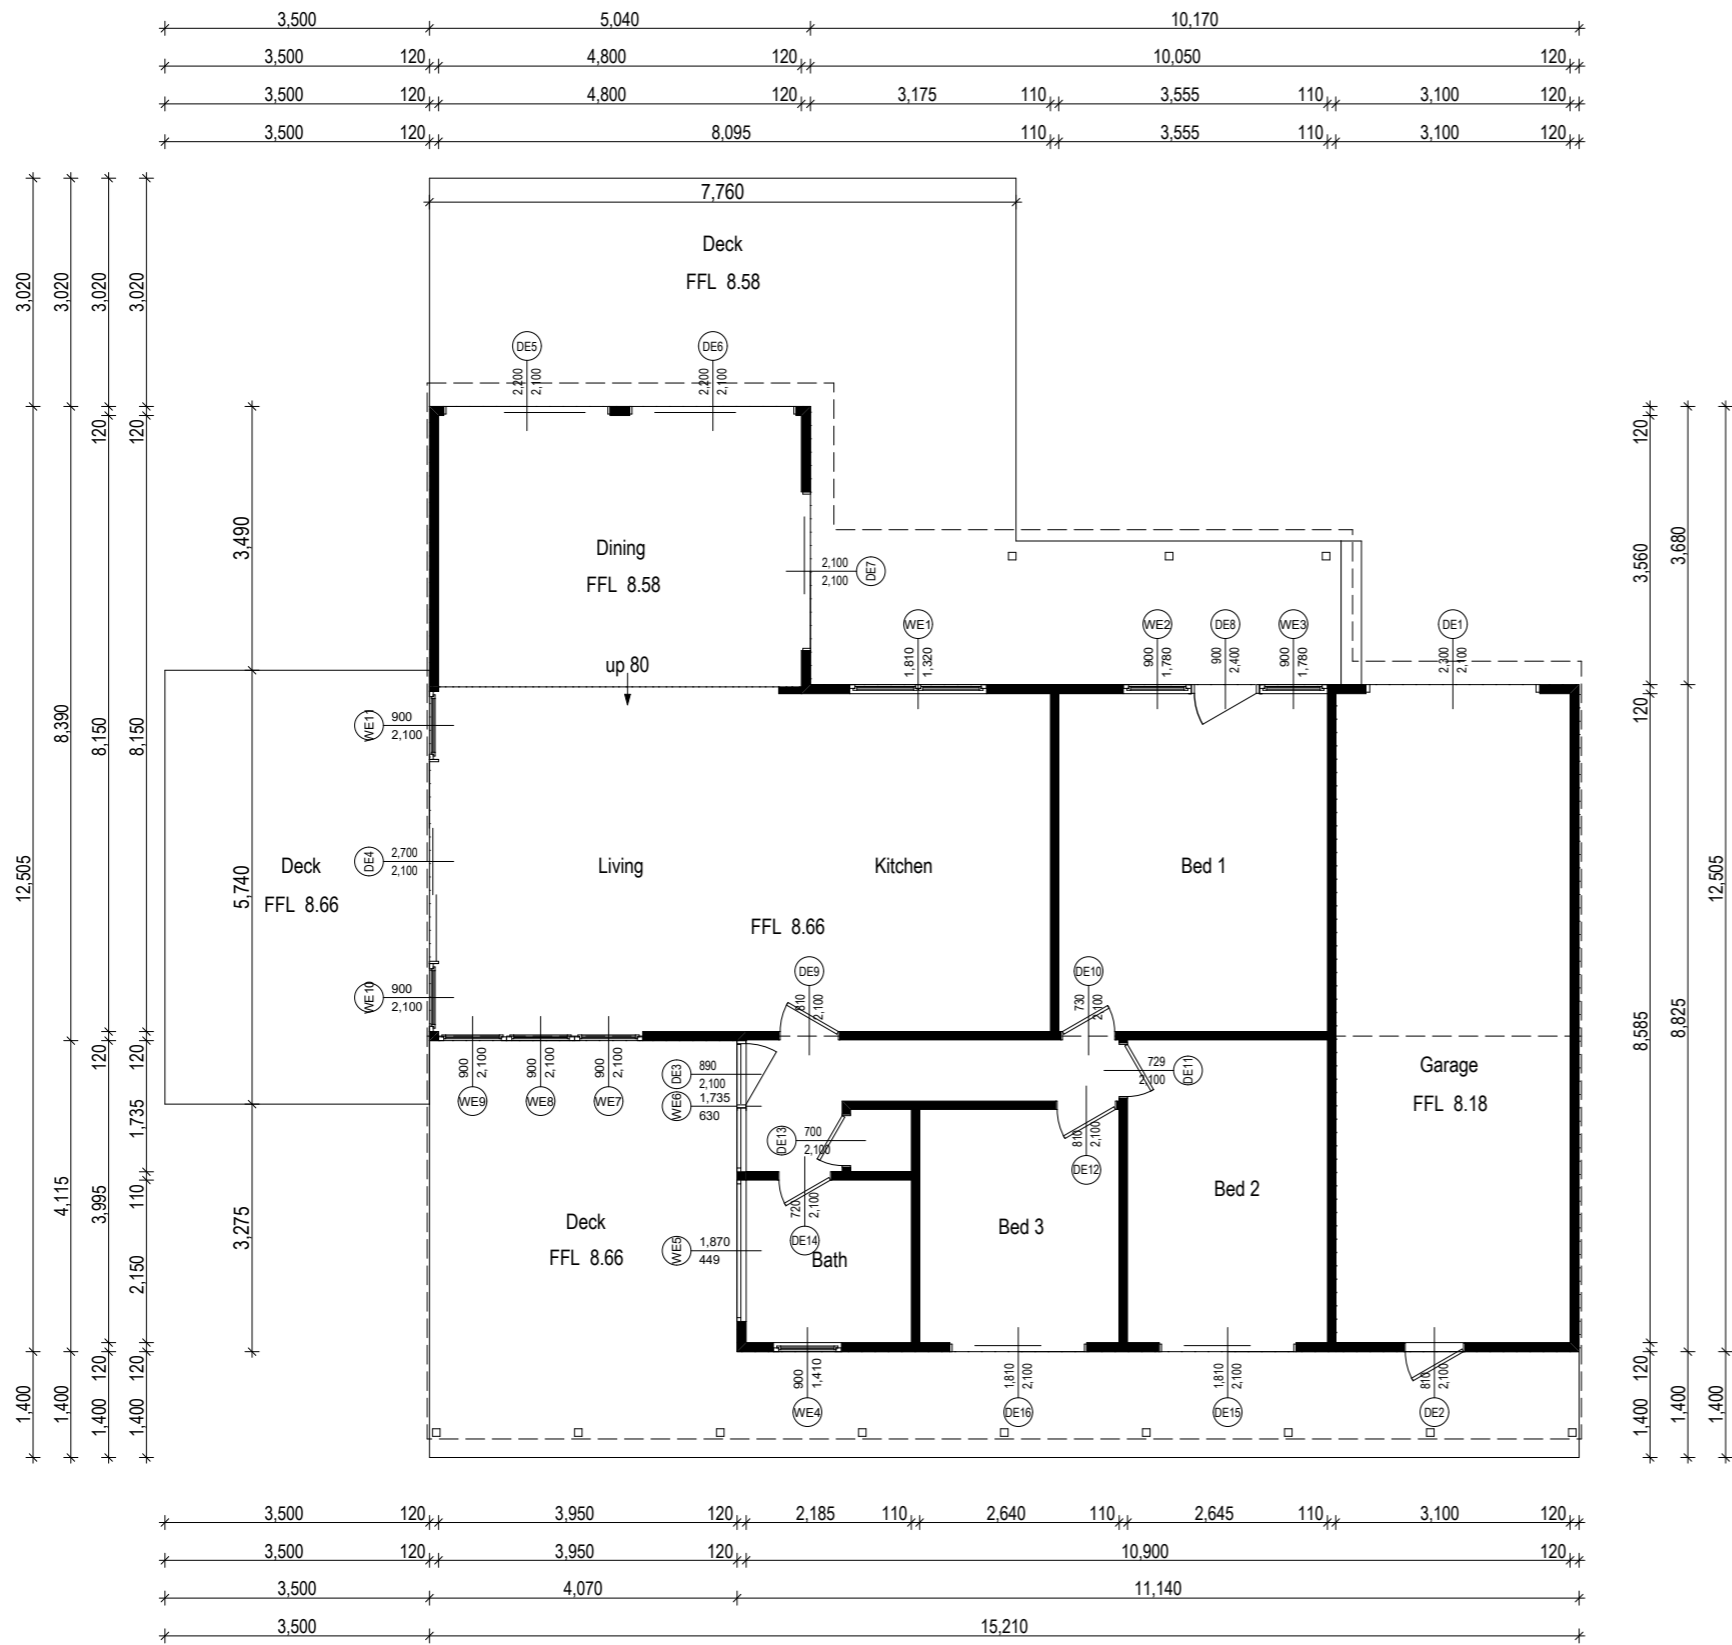 3,500 5,040 10,170
3,500 120 4,800 120 10,050 120
3,500 120 4,800 120 3,175 110 3,555 110 3,100 120
3,500 120 8,095 110 3,555 110 3,100 120
7,760
Deck
FFL 8.58
3,020 3,020 3,020 3,020
DE5 DE6
2,200 2,100 2,200 2,100
120 120
120
3,490
Dining
FFL 8.58
2,100
2,100
DE7
3,560 3,680
WE1 WE2 DE8 WE3 DE1
1,810 1,320 900 1,780 900 2,400 900 1,780 2,300 2,100
up 80
WE11
900
2,100
8,390 8,150 8,150
120
12,505
5,740
Deck
FFL 8.66
DE4
2,700
2,100
Living
Kitchen
Bed 1
FFL 8.66
12,505
WE10
900
2,100
DE9
810 2,100
DE10
730 2,100
8,585 8,825
120 120
900 2,100 900 2,100 900 2,100
WE9 WE8 WE7
DE3
890
2,100
WE6
1,735
630
729
2,100
DE11
Garage
FFL 8.18
1,735
DE13
700
2,100
810 2,100
DE12
4,115 3,995 110
3,275
Deck
FFL 8.66
720 2,100
DE14
WE5
1,870
449
Bath
Bed 3
Bed 2
2,150
120 120
120
1,400 1,400 1,400 1,400
900 1,410 1,810 2,100 1,810 2,100 810 2,100
WE4 DE16 DE15 DE2
1,400 1,400 1,400
3,500 120 3,950 120 2,185 110 2,640 110 2,645 110 3,100 120
3,500 120 3,950 120 10,900 120
3,500 4,070 11,140
3,500 15,210